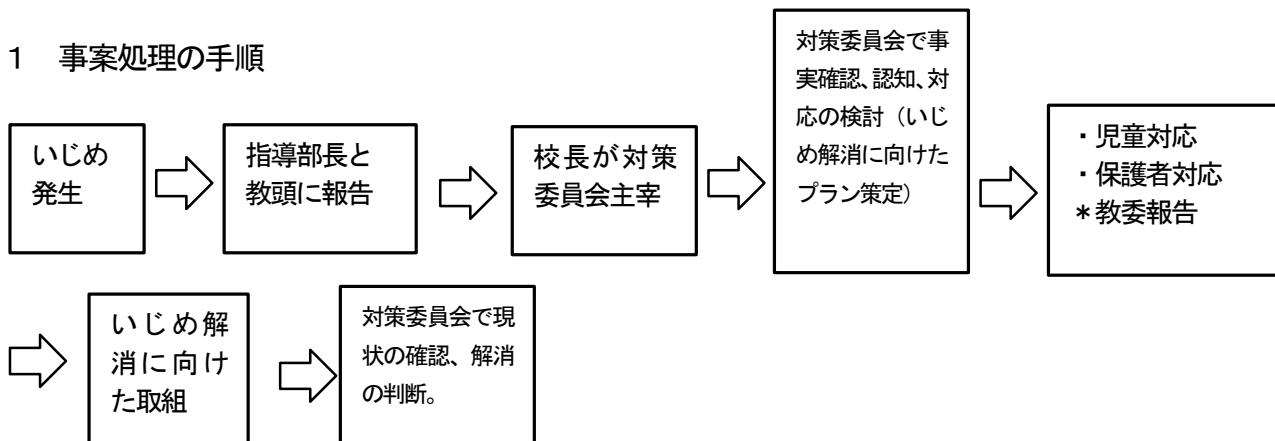 1　事案処理の手順
いじめ
発生
指導部長と
教頭に報告
校長が対策
委員会主宰
対策委員会で事
実確認、認知、対
応の検討（いじ
め解消に向けた
プラン策定）
・児童対応
・保護者対応
＊教委報告
いじめ解
消に向け
た取組
対策委員会で現
状の確認、解消
の判断。